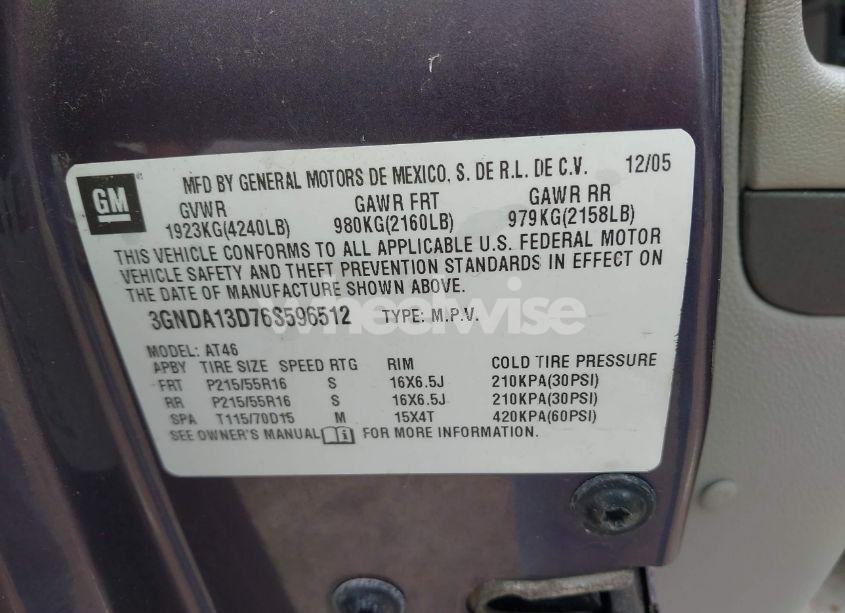 GM
MFD BY GENERAL MOTORS DE MEXICO, S. DE R.L. DE C.V. 12/05
GVWR GAWR FRT GAWR RR
1923KG(4240LB) 980KG(2160LB) 979KG(2158LB)
THIS VEHICLE CONFORMS TO ALL APPLICABLE U.S. FEDERAL MOTOR
VEHICLE SAFETY AND THEFT PREVENTION STANDARDS IN EFFECT ON
THE DATE OF MANUFACTURE SHOWN ABOVE.
3GNDA13D76S596512 TYPE: M.P.V.
wheelwise
MODEL: AT46
APBY TIRE SIZE SPEED RTG RIM COLD TIRE PRESSURE
FRT P215/55R16 S 16X6.5J 210KPA(30PSI)
RR P215/55R16 S 16X6.5J 210KPA(30PSI)
SPA T115/70D15 M 15X4T 420KPA(60PSI)
SEE OWNER'S MANUAL FOR MORE INFORMATION.